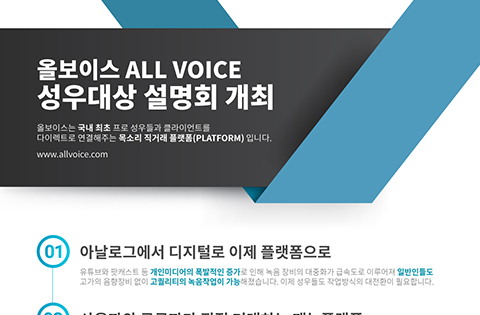 올보이스 ALL VOICE
성우대상 설명회 개최
올보이스는 국내 최초 프로 성우들과 클라이언트를
다이렉트로 연결해주는 목소리 직거래 플랫폼(PLATFORM) 입니다.
www.allvoice.com
01 아날로그에서 디지털로 이제 플랫폼으로
유튜브와 팟캐스트 등 개인미디어의 폭발적인 증가로 인해 녹음 장비의 대중화가 급속도로 이루어져 일반인들도
고가의 음향장비 없이 고퀄리티의 녹음작업이 가능해졌습니다. 이제 성우들도 작업방식의 대전환이 필요합니다.